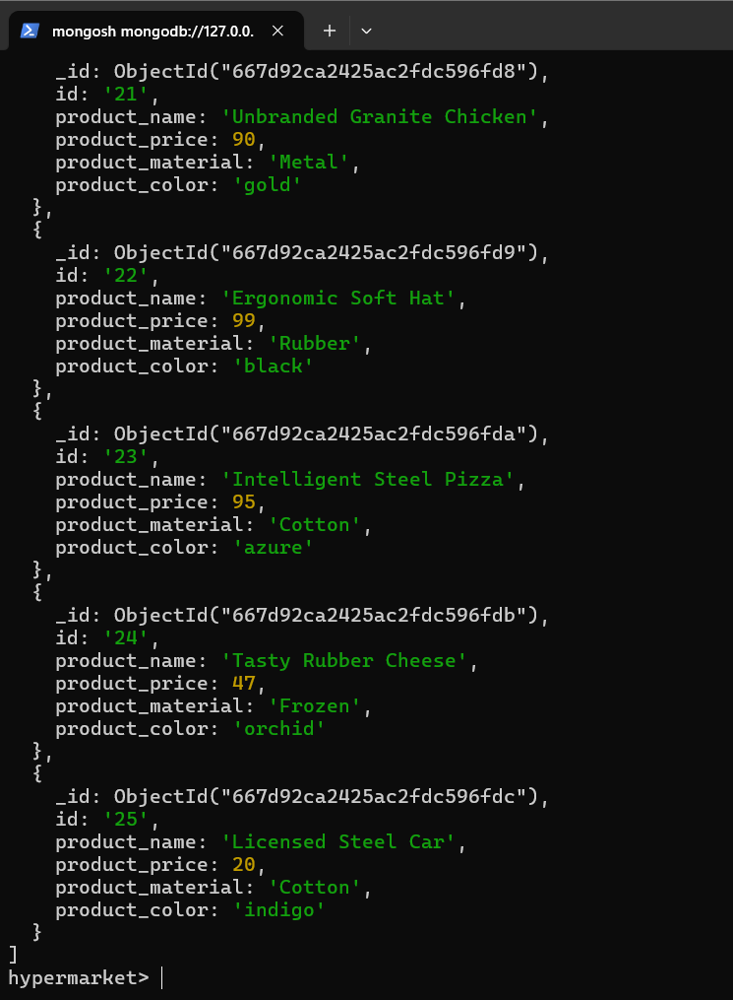 mongosh mongodb://127.0.0.
_id: ObjectId("667d92ca2425ac2fdc596fd8"),
id: '21',
product_name: 'Unbranded Granite Chicken',
product_price: 90,
product_material: 'Metal',
product_color: 'gold'
},
{
_id: ObjectId("667d92ca2425ac2fdc596fd9"),
id: '22',
product_name: 'Ergonomic Soft Hat',
product_price: 99,
product_material: 'Rubber',
product_color: 'black'
},
{
_id: ObjectId("667d92ca2425ac2fdc596fda"),
id: '23',
product_name: 'Intelligent Steel Pizza',
product_price: 95,
product_material: 'Cotton',
product_color: 'azure'
},
{
_id: ObjectId("667d92ca2425ac2fdc596fdb"),
id: '24',
product_name: 'Tasty Rubber Cheese',
product_price: 47,
product_material: 'Frozen',
product_color: 'orchid'
},
{
_id: ObjectId("667d92ca2425ac2fdc596fdc"),
id: '25',
product_name: 'Licensed Steel Car',
product_price: 20,
product_material: 'Cotton',
product_color: 'indigo'
}
]
hypermarket>